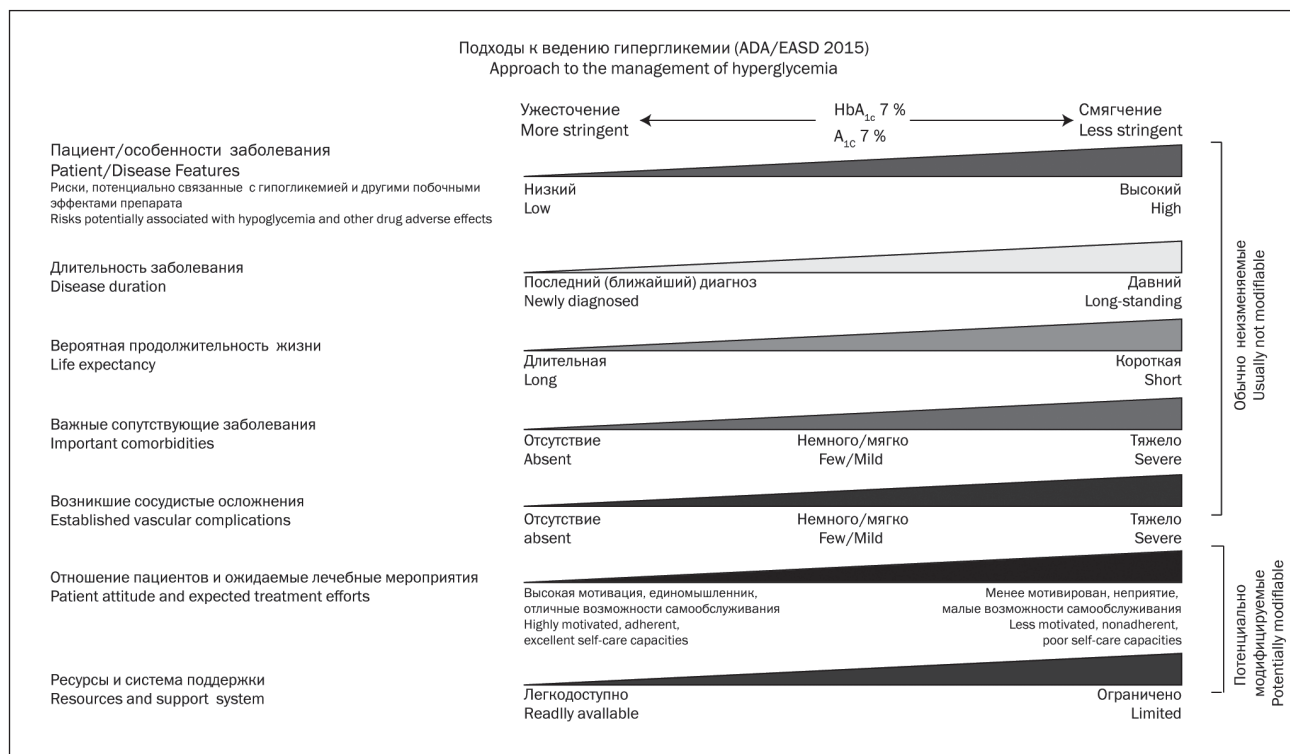 Подходы к ведению гипергликемии (ADA/EASD 2015)
Approach to the management of hyperglycemia
Ужесточение
More stringent
HbA1c 7 %
A1C 7 %
Смягчение
Less stringent
Пациент/особенности заболевания
Patient/Disease Features
Риски, потенциально связанные с гипогликемией и другими побочными
эффектами препарата
Risks potentially associated with hypoglycemia and other drug adverse effects
Низкий
Low
Высокий
High
Длительность заболевания
Disease duration
Последний (ближайший) диагноз
Newly diagnosed
Давний
Long-standing
Вероятная продолжительность жизни
Life expectancy
Длительная
Long
Короткая
Short
Важные сопутствующие заболевания
Important comorbidities
Отсутствие
Absent
Немного/мягко
Few/Mild
Тяжело
Severe
Возникшие сосудистые осложнения
Established vascular complications
Отсутствие
absent
Немного/мягко
Few/Mild
Тяжело
Severe
Обычно неизменяемые
Usually not modifiable
Отношение пациентов и ожидаемые лечебные мероприятия
Patient attitude and expected treatment efforts
Высокая мотивация, единомышленник,
отличные возможности самообслуживания
Highly motivated, adherent,
excellent self-care capacities
Менее мотивирован, неприятие,
малые возможности самообслуживания
Less motivated, nonadherent,
poor self-care capacities
Ресурсы и система поддержки
Resources and support system
Легкодоступно
Readlly avallable
Ограничено
Limited
Потенциально
модифицируемые
Potentially modifiable